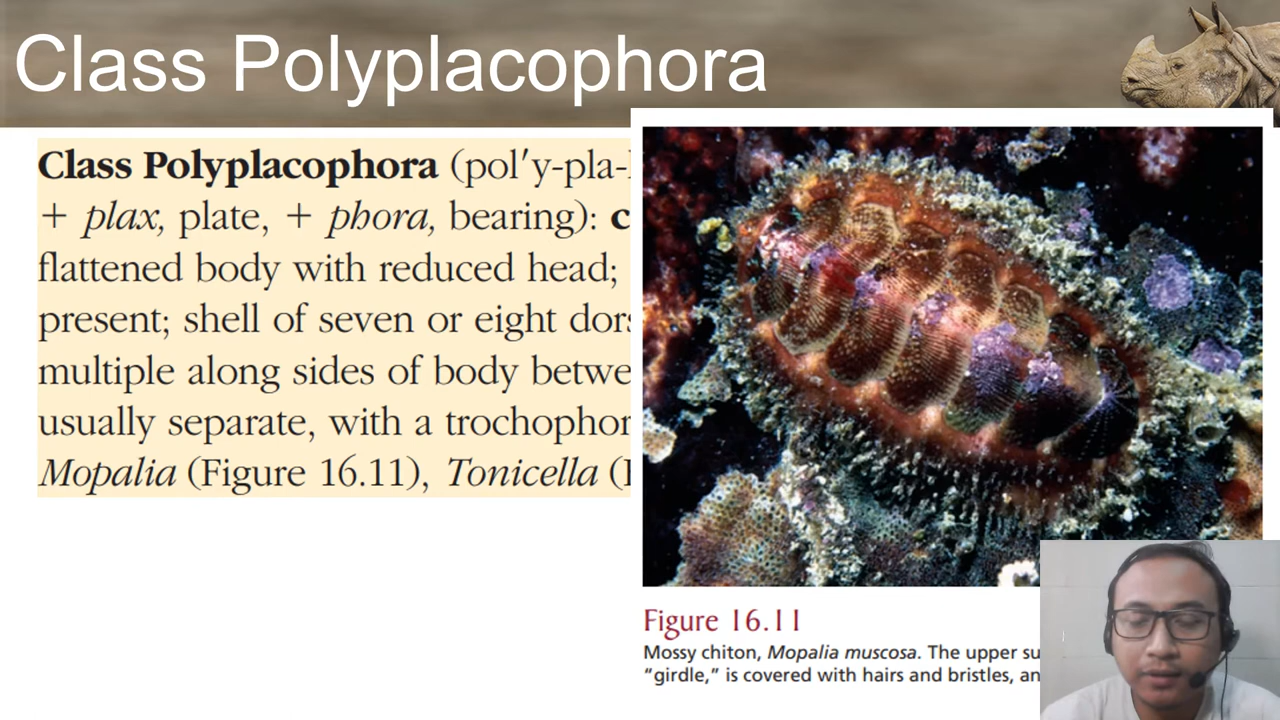 Class Polyplacophora
Class Polyplacophora (pol′y-pla-
+ plax, plate, + phora, bearing): c
flattened body with reduced head;
present; shell of seven or eight dors
multiple along sides of body betwe
usually separate, with a trochophor
Mopalia (Figure 16.11), Tonicella (
Figure 16.11
Mossy chiton, Mopalia muscosa. The upper su
“girdle,” is covered with hairs and bristles, an